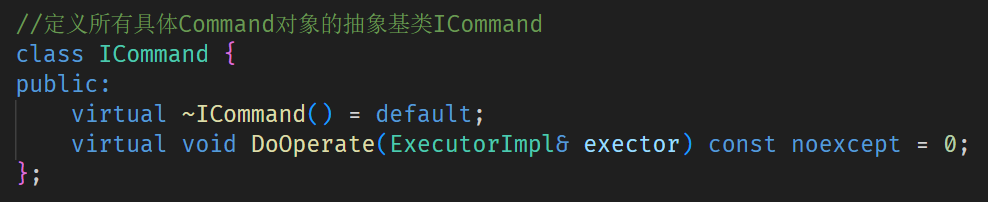 //定义所有具体Command对象的抽象基类ICommand
class ICommand {
public:
    virtual ~ICommand() = default;
    virtual void DoOperate(ExecutorImpl& exector) const noexcept = 0;
};